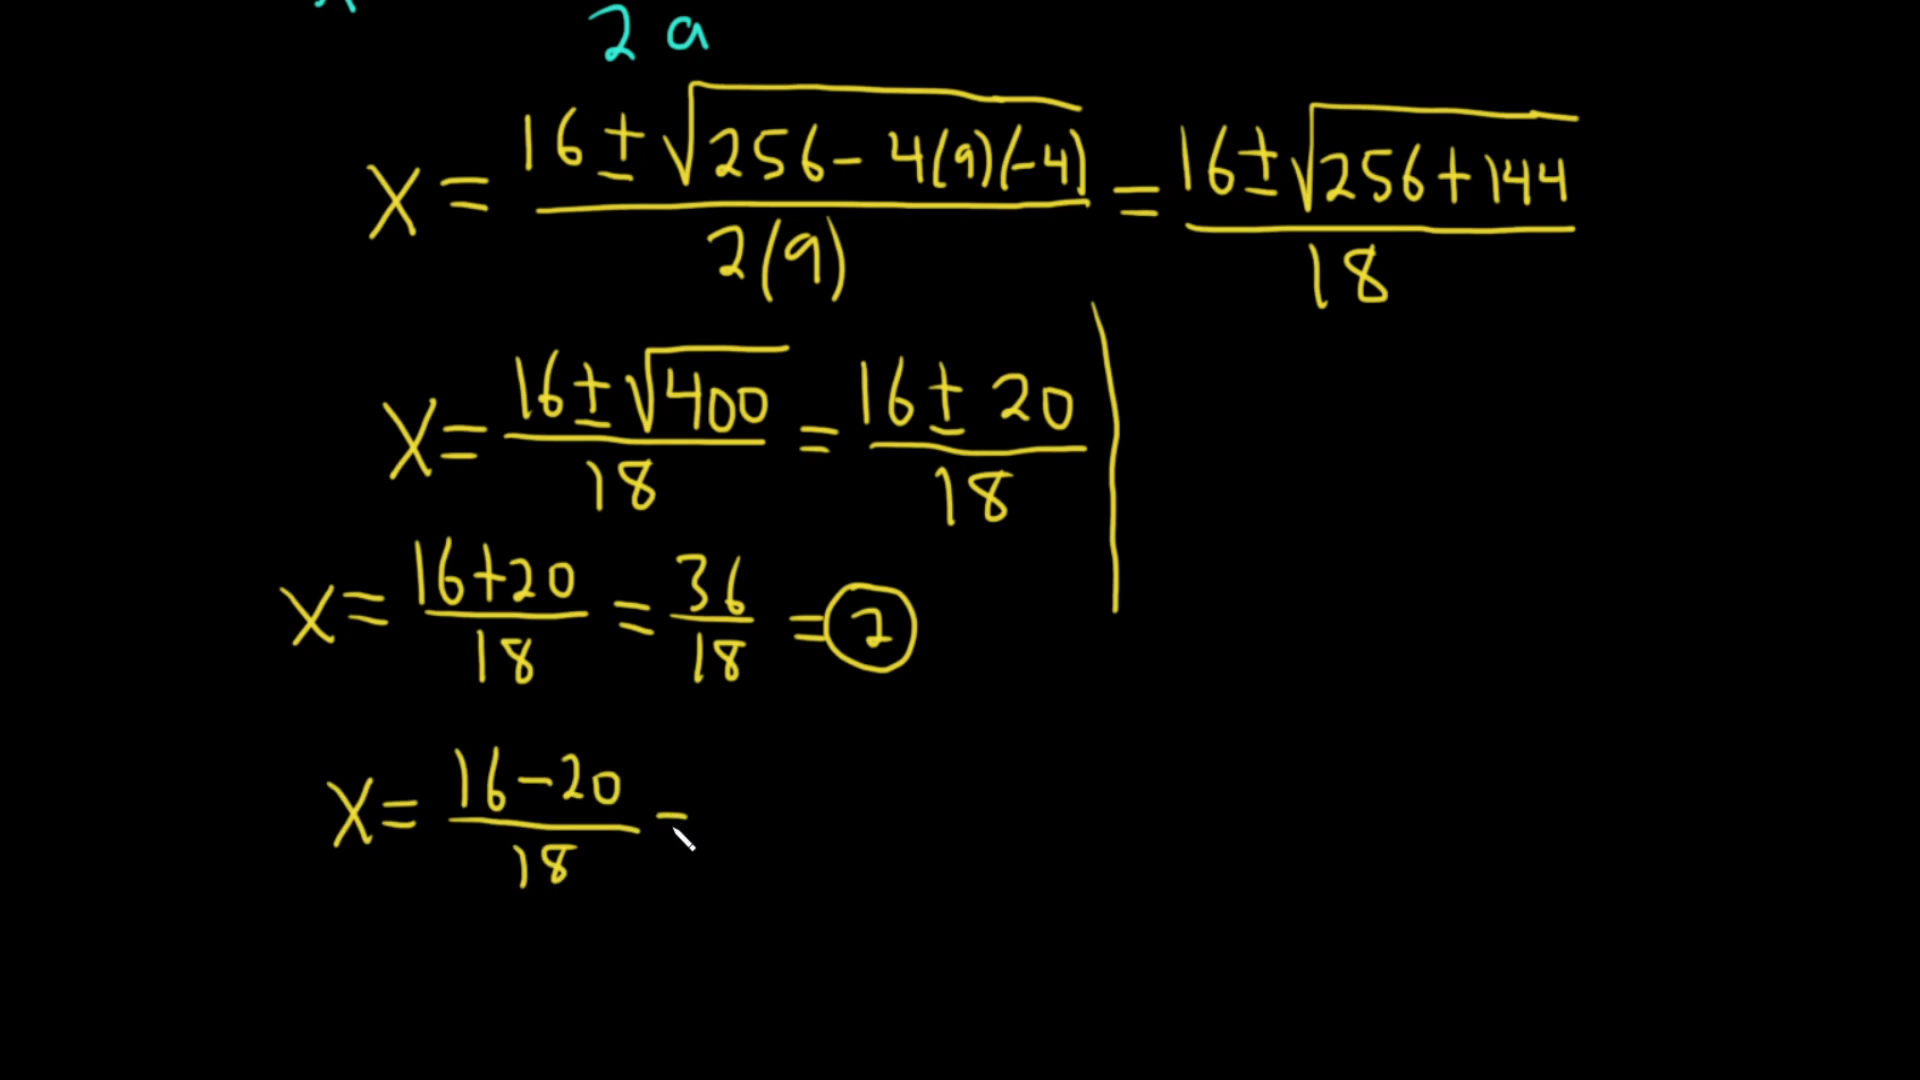 2a
x = (16 ± √(256 - 4(9)(-4))) / 2(9) = (16 ± √(256 + 144)) / 18
x = (16 ± √400) / 18 = (16 ± 20) / 18
x = (16 + 20) / 18 = 36 / 18 = 2
x = (16 - 20) / 18 -